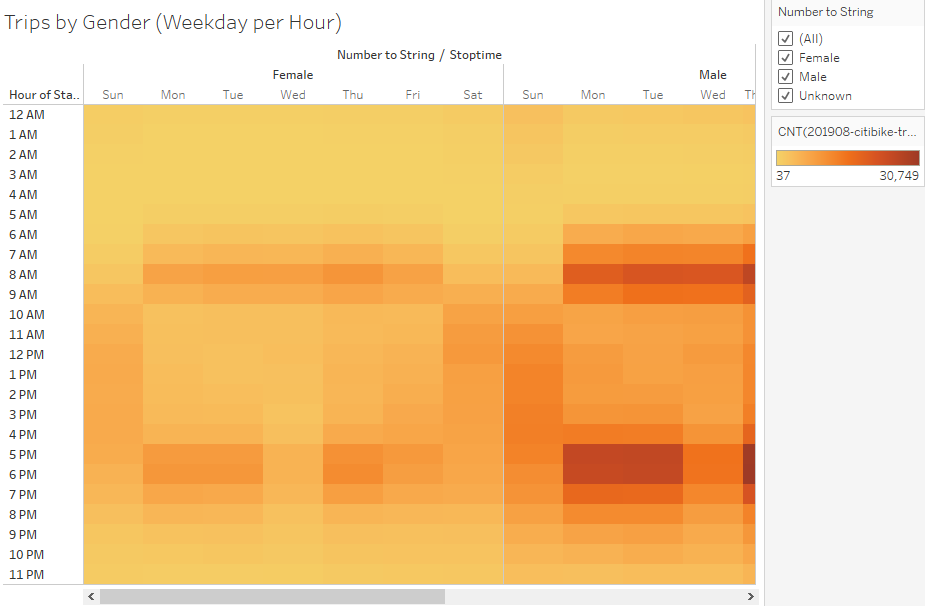 Trips by Gender (Weekday per Hour)
Number to String / Stoptime
Female Male
Hour of Sta.. Sun Mon Tue Wed Thu Fri Sat Sun Mon Tue Wed Th
12 AM
1 AM
2 AM
3 AM
4 AM
5 AM
6 AM
7 AM
8 AM
9 AM
10 AM
11 AM
12 PM
1 PM
2 PM
3 PM
4 PM
5 PM
6 PM
7 PM
8 PM
9 PM
10 PM
11 PM
Number to String
(All)
Female
Male
Unknown
CNT(201908-citibike-tr...
37 30,749